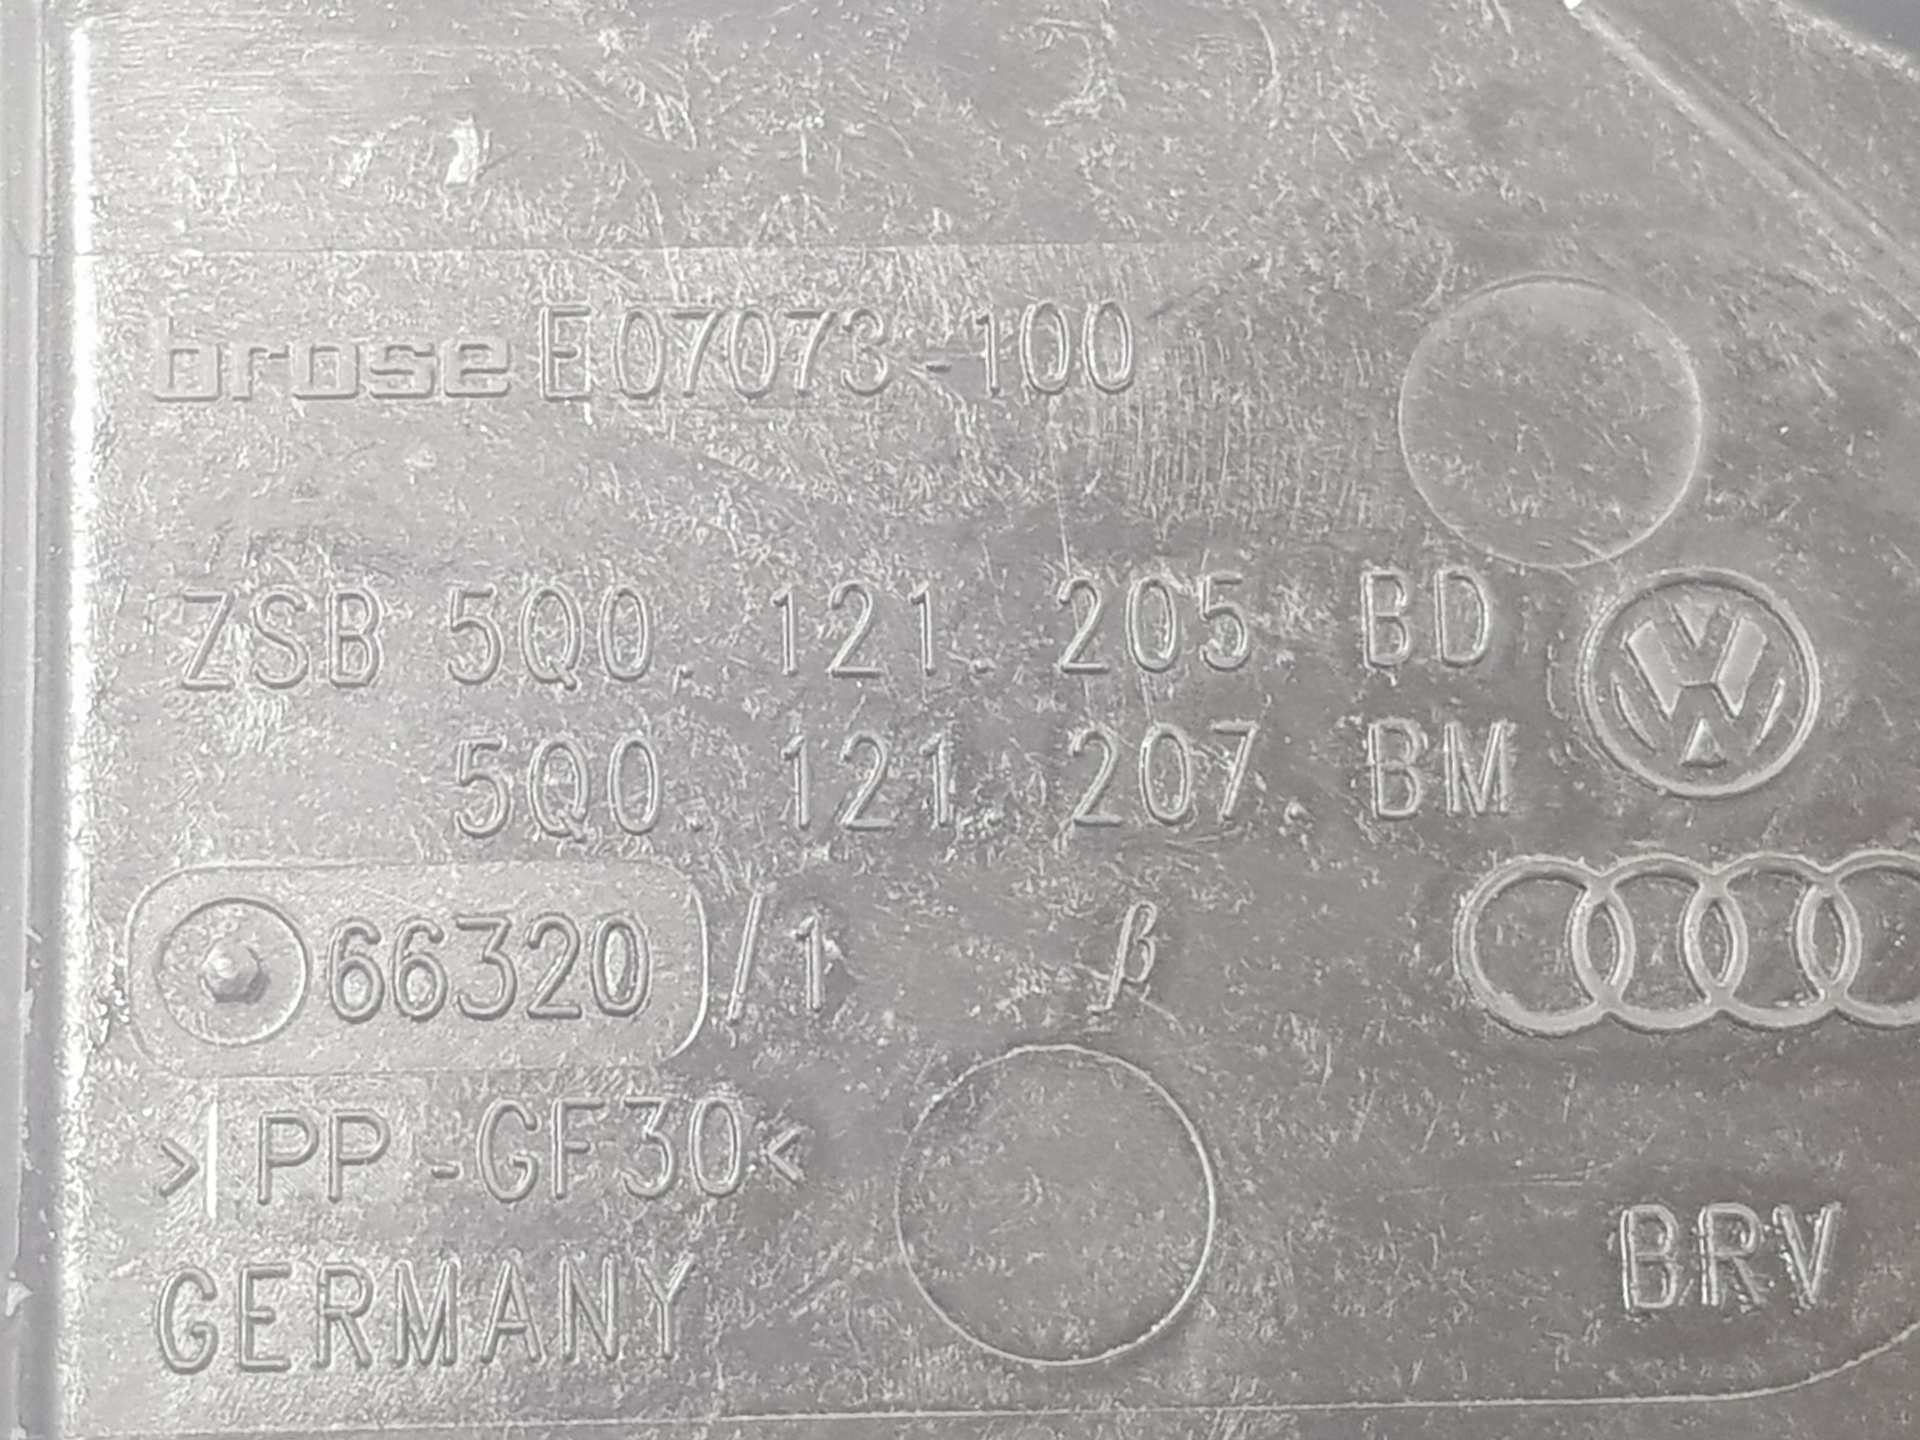 brose E07073-100
ZSB 5Q0. 121. 205. BD
5Q0. 121. 207. BM
66320 /1 β
>PP-GF30<
GERMANY
BRV